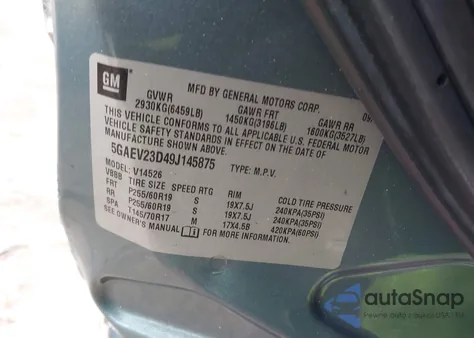 GM
MFD BY GENERAL MOTORS CORP.
GVWR GAWR FRT GAWR RR
2930KG(6459LB) 1450KG(3196LB) 1600KG(3527LB)
THIS VEHICLE CONFORMS TO ALL APPLICABLE U.S. FEDERAL MOTOR
VEHICLE SAFETY STANDARDS IN EFFECT ON THE DATE OF
MANUFACTURE SHOWN ABOVE.
5GAEV23D49J145875 TYPE: M.P.V.
MODEL: V14526
VBBB TIRE SIZE SPEED RTG RIM COLD TIRE PRESSURE
FRT P255/60R19 S 19X7.5J 240KPA(35PSI)
RR P255/60R19 S 19X7.5J 240KPA(35PSI)
SPA T145/70R17 M 17X4.5B 420KPA(60PSI)
SEE OWNER'S MANUAL FOR MORE INFORMATION.
autoSnap